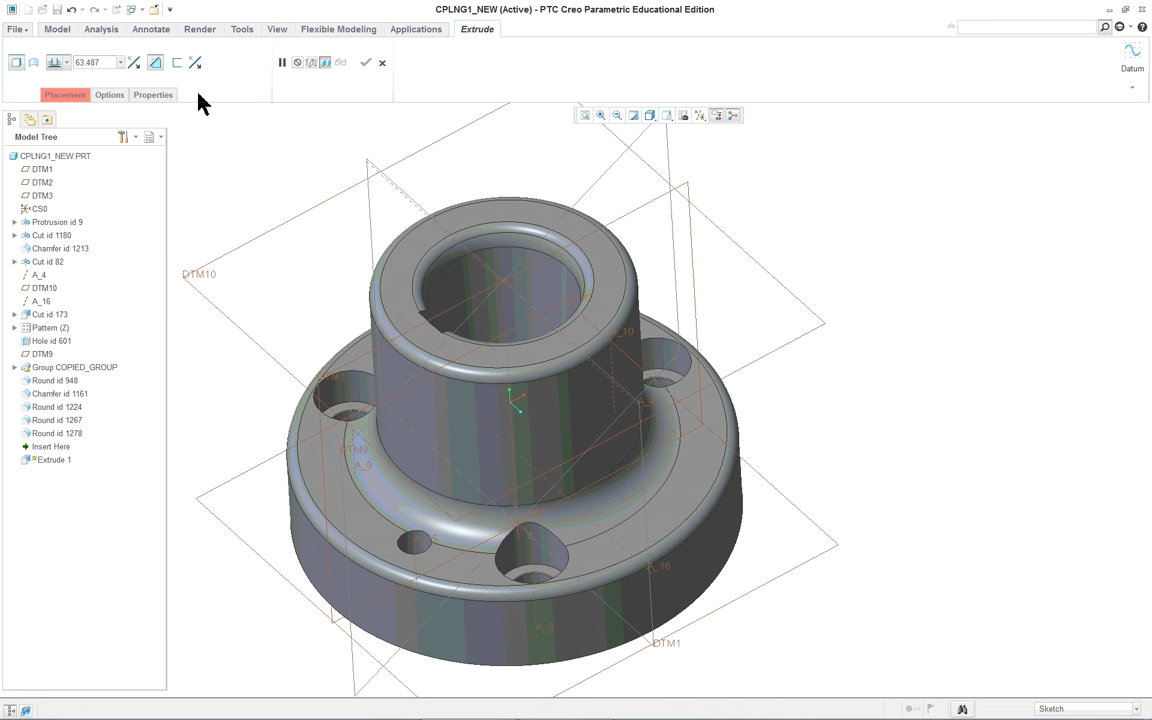 CPLNG1_NEW (Active) - PTC Creo Parametric Educational Edition
File Model Analysis Annotate Render Tools View Flexible Modeling Applications Extrude
63.487
Datum
Placement Options Properties
Model Tree
CPLNG1_NEW.PRT
DTM1
DTM2
DTM3
CS0
Protrusion id 9
Cut id 1180
Chamfer id 1213
Cut id 82
A_4
DTM10
A_16
Cut id 173
Pattern (Z)
Hole id 601
DTM9
Group COPIED_GROUP
Round id 948
Chamfer id 1161
Round id 1224
Round id 1267
Round id 1278
Insert Here
Extrude 1
DTM10
DTM9
A_9
A_16
A_8
DTM1
Sketch